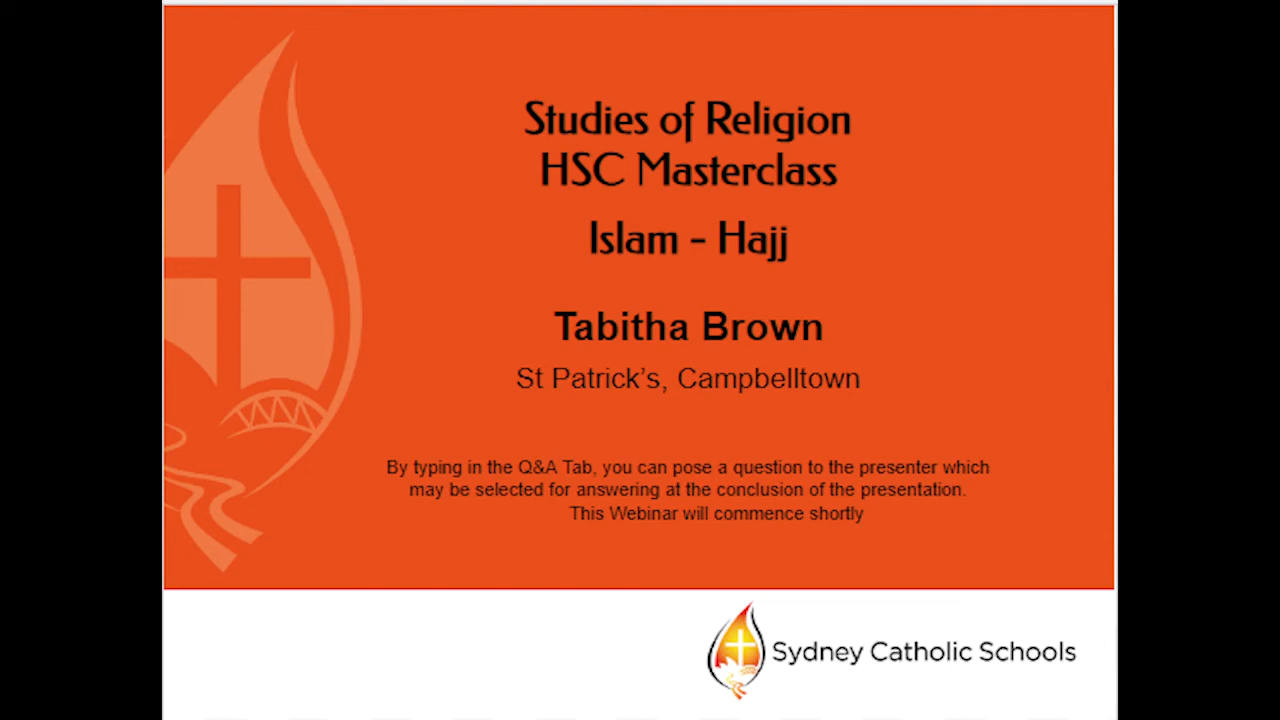 Studies of Religion
HSC Masterclass
Islam - Hajj
Tabitha Brown
St Patrick's, Campbelltown
By typing in the Q&A Tab, you can pose a question to the presenter which
may be selected for answering at the conclusion of the presentation.
This Webinar will commence shortly
Sydney Catholic Schools